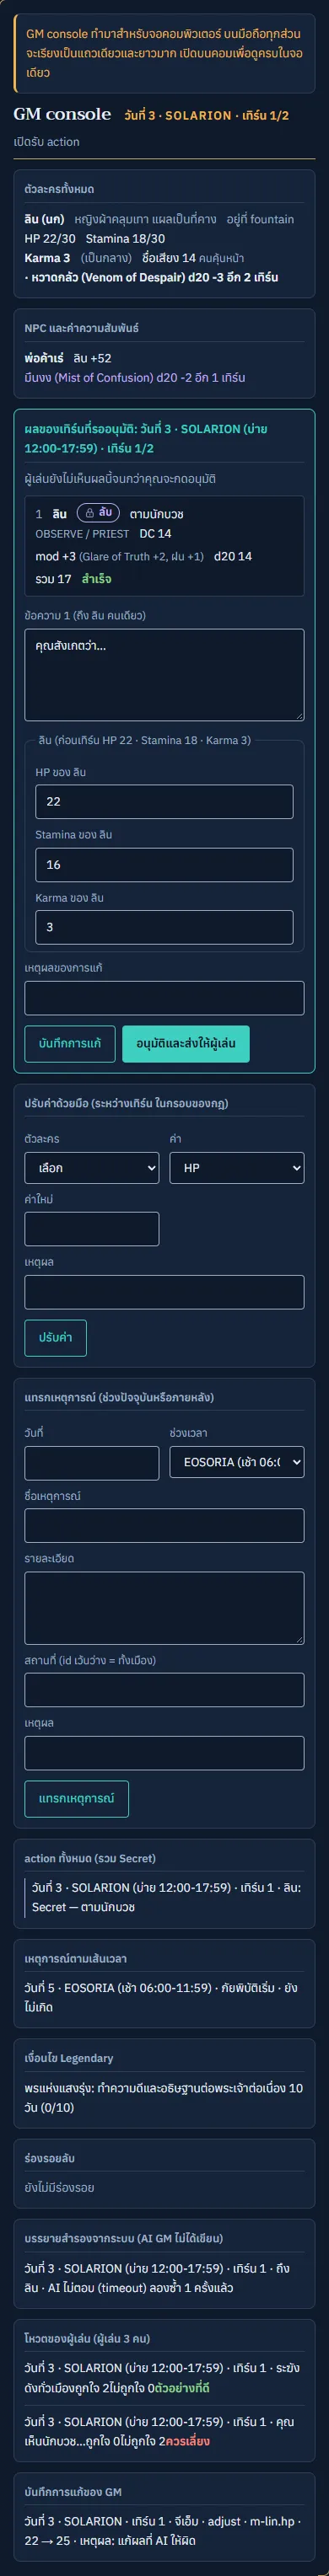 GM console ทำมาสำหรับจอคอมพิวเตอร์ บนมือถือทุกส่วน
จะเรียงเป็นแถวเดียวและยาวมาก เปิดบนคอมเพื่อดูครบในจอ
เดียว
GM console วันที่ 3 · SOLARION · เทิร์น 1/2
เปิดรับ action
ตัวละครทั้งหมด
ลิน (นก) หญิงผ้าคลุมเทา แผลเป็นที่คาง อยู่ที่ fountain
HP 22/30 Stamina 18/30
Karma 3 (เป็นกลาง) ชื่อเสียง 14 คนคุ้นหน้า
· หวาดกลัว (Venom of Despair) d20 -3 อีก 2 เทิร์น
NPC และค่าความสัมพันธ์
พ่อค้าเร่ ลิน +52
มึนงง (Mist of Confusion) d20 -2 อีก 1 เทิร์น
ผลของเทิร์นที่รออนุมัติ: วันที่ 3 · SOLARION (บ่าย
12:00-17:59) · เทิร์น 1/2
ผู้เล่นยังไม่เห็นผลนี้จนกว่าคุณจะกดอนุมัติ
1 ลิน ลับ ตามนักบวช
OBSERVE / PRIEST DC 14
mod +3 (Glare of Truth +2, ฝน +1) d20 14
รวม 17 สำเร็จ
ข้อความ 1 (ถึง ลิน คนเดียว)
คุณสังเกตว่า...
ลิน (ก่อนเทิร์น HP 22 · Stamina 18 · Karma 3)
HP ของ ลิน
22
Stamina ของ ลิน
16
Karma ของ ลิน
3
เหตุผลของการแก้
บันทึกการแก้ อนุมัติและส่งให้ผู้เล่น
ปรับค่าด้วยมือ (ระหว่างเทิร์น ในกรอบของกฎ)
ตัวละคร ค่า
เลือก HP
ค่าใหม่
เหตุผล
ปรับค่า
แทรกเหตุการณ์ (ช่วงปัจจุบันหรือภายหลัง)
วันที่ ช่วงเวลา
EOSORIA (เช้า 06:0
ชื่อเหตุการณ์
รายละเอียด
สถานที่ (id เว้นว่าง = ทั้งเมือง)
เหตุผล
แทรกเหตุการณ์
action ทั้งหมด (รวม Secret)
วันที่ 3 · SOLARION (บ่าย 12:00-17:59) · เทิร์น 1 · ลิน:
Secret — ตามนักบวช
เหตุการณ์ตามเส้นเวลา
วันที่ 5 · EOSORIA (เช้า 06:00-11:59) · ภัยพิบัติเริ่ม · ยัง
ไม่เกิด
เงื่อนไข Legendary
พรแห่งแสงรุ่ง: ทำความดีและอธิษฐานต่อพระเจ้าต่อเนื่อง 10
วัน (0/10)
ร่องรอยลับ
ยังไม่มีร่องรอย
บรรยายสำรองจากระบบ (AI GM ไม่ได้เขียน)
วันที่ 3 · SOLARION (บ่าย 12:00-17:59) · เทิร์น 1 · ถึง
ลิน · AI ไม่ตอบ (timeout) ลองซ้ำ 1 ครั้งแล้ว
โหวตของผู้เล่น (ผู้เล่น 3 คน)
วันที่ 3 · SOLARION (บ่าย 12:00-17:59) · เทิร์น 1 · ระฆัง
ดังทั่วเมืองถูกใจ 2ไม่ถูกใจ 0ตัวอย่างที่ดี
วันที่ 3 · SOLARION (บ่าย 12:00-17:59) · เทิร์น 1 · คุณ
เห็นนักบวช...ถูกใจ 0ไม่ถูกใจ 2ควรเลี่ยง
บันทึกการแก้ของ GM
วันที่ 3 · SOLARION · เทิร์น 1 · จีเอ็ม · adjust · m-lin.hp ·
22 → 25 · เหตุผล: แก้ผลที่ AI ให้ผิด